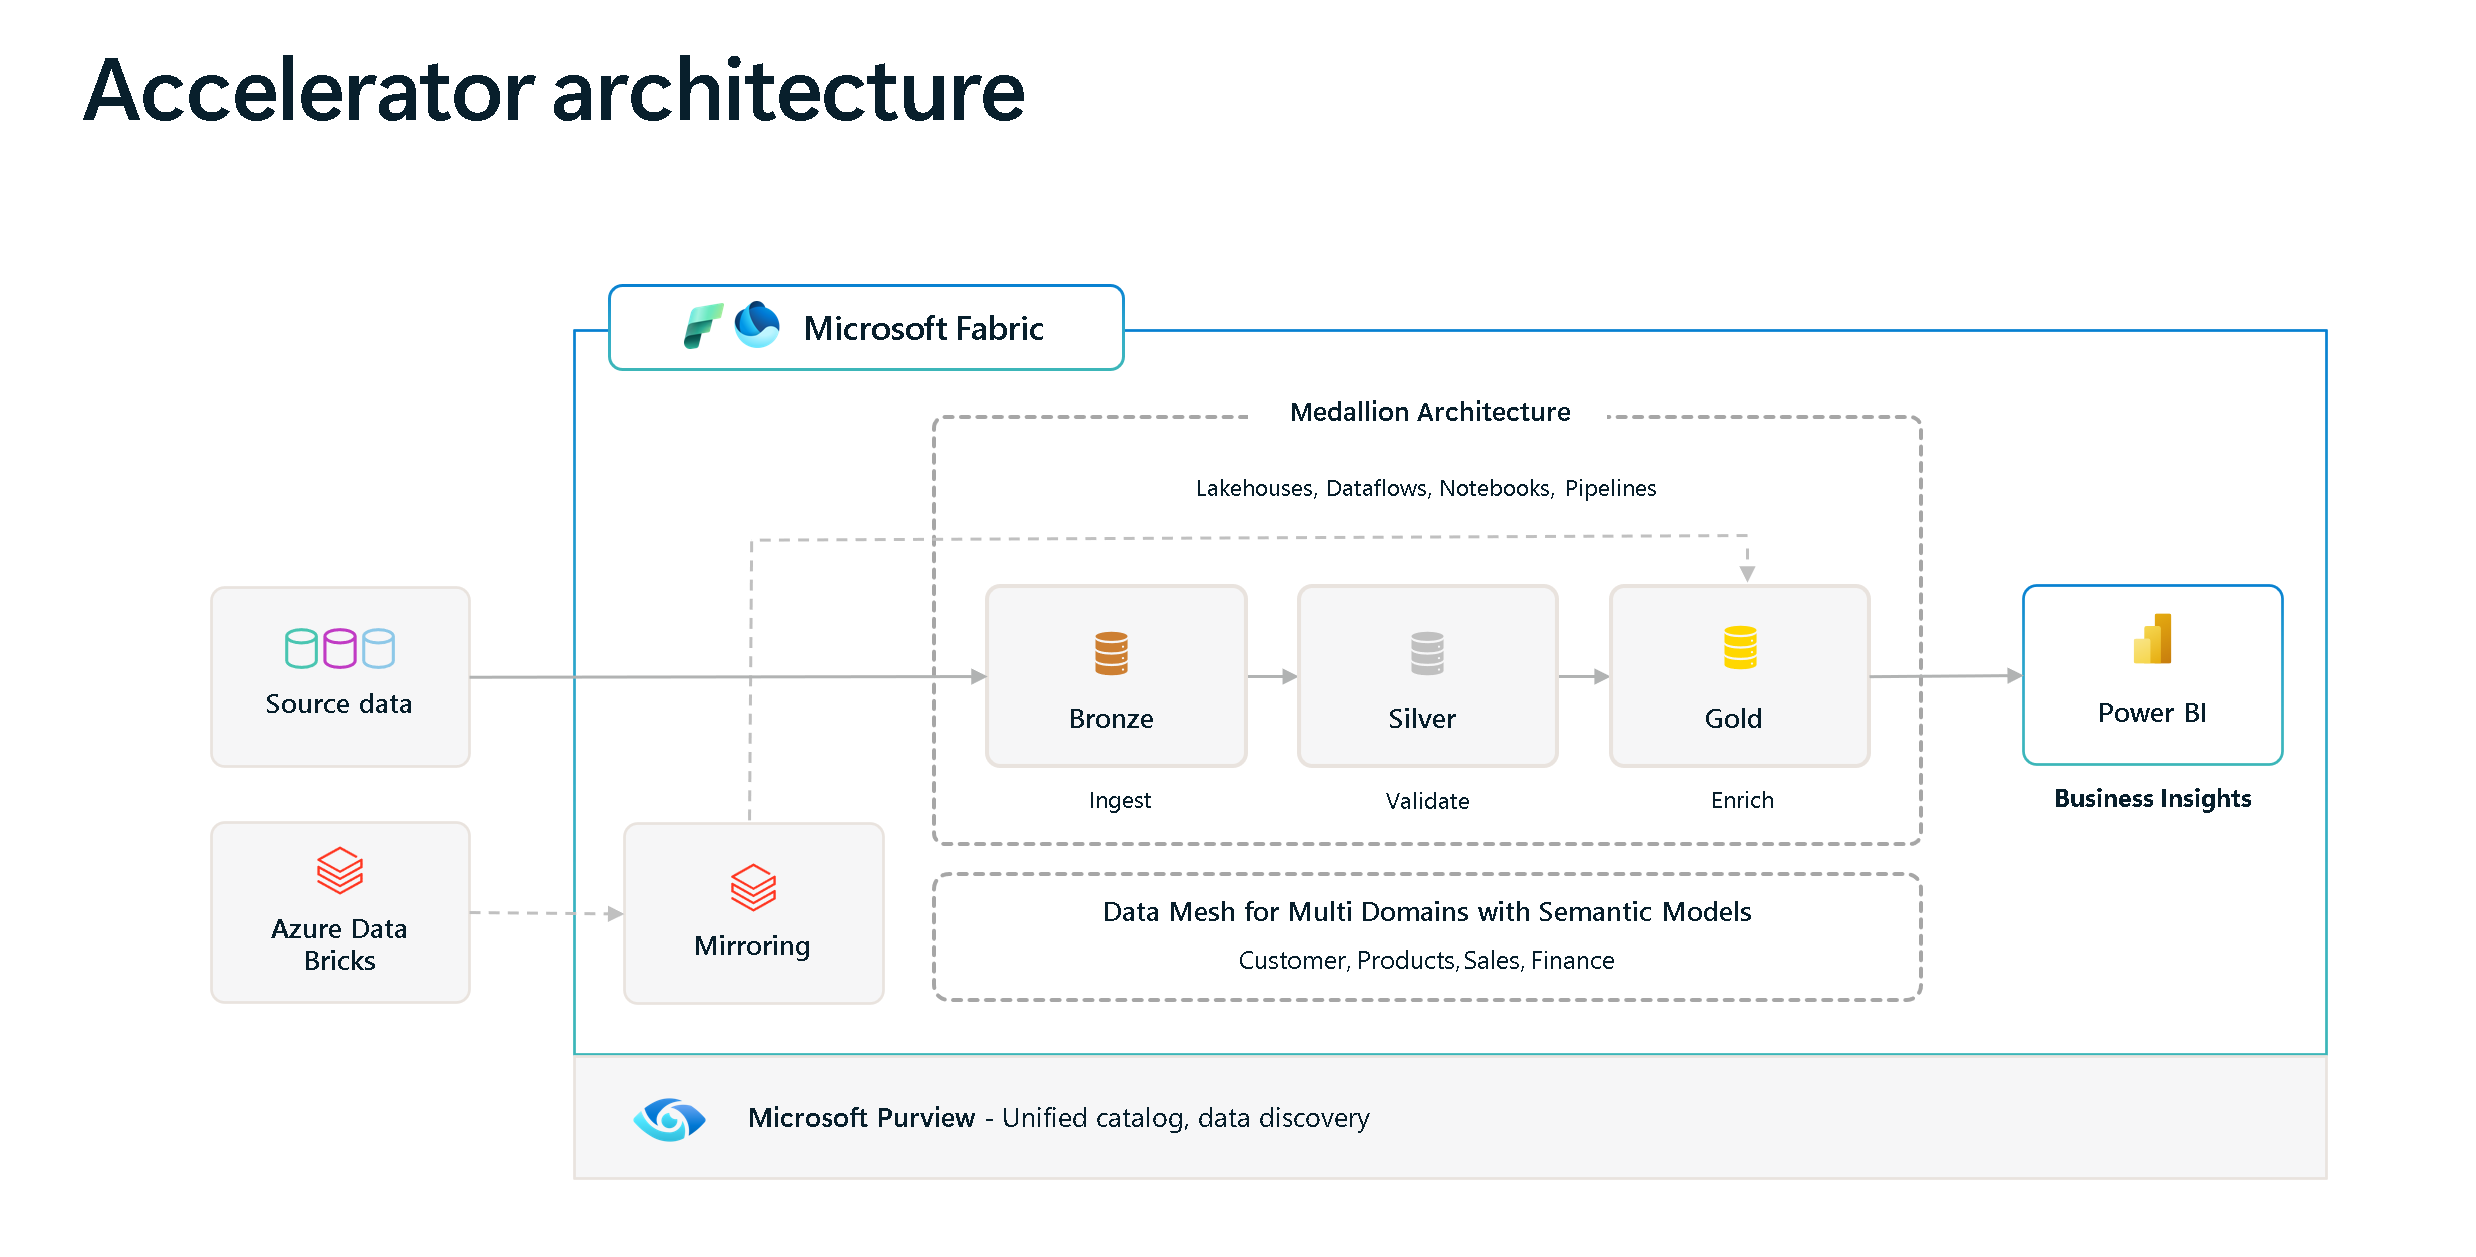 Accelerator architecture
Microsoft Fabric
Medallion Architecture
Lakehouses, Dataflows, Notebooks, Pipelines
Source data
Bronze
Silver
Gold
Power BI
Ingest
Validate
Enrich
Business Insights
Azure Data
Bricks
Mirroring
Data Mesh for Multi Domains with Semantic Models
Customer, Products, Sales, Finance
Microsoft Purview - Unified catalog, data discovery